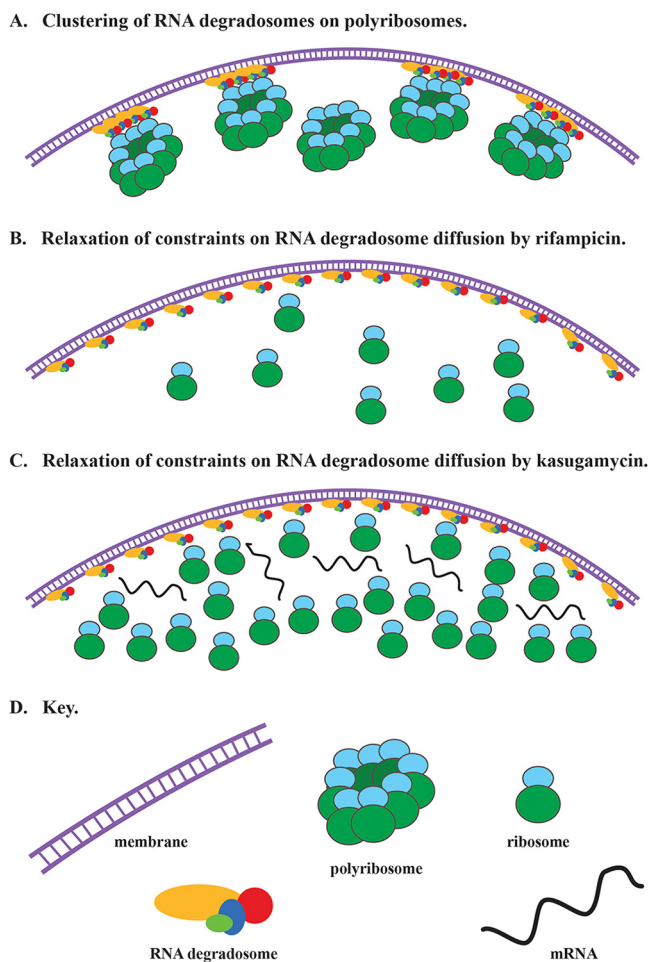 A. Clustering of RNA degradosomes on polyribosomes.
B. Relaxation of constraints on RNA degradosome diffusion by rifampicin.
C. Relaxation of constraints on RNA degradosome diffusion by kasugamycin.
D. Key.
membrane
polyribosome
ribosome
RNA degradosome
mRNA